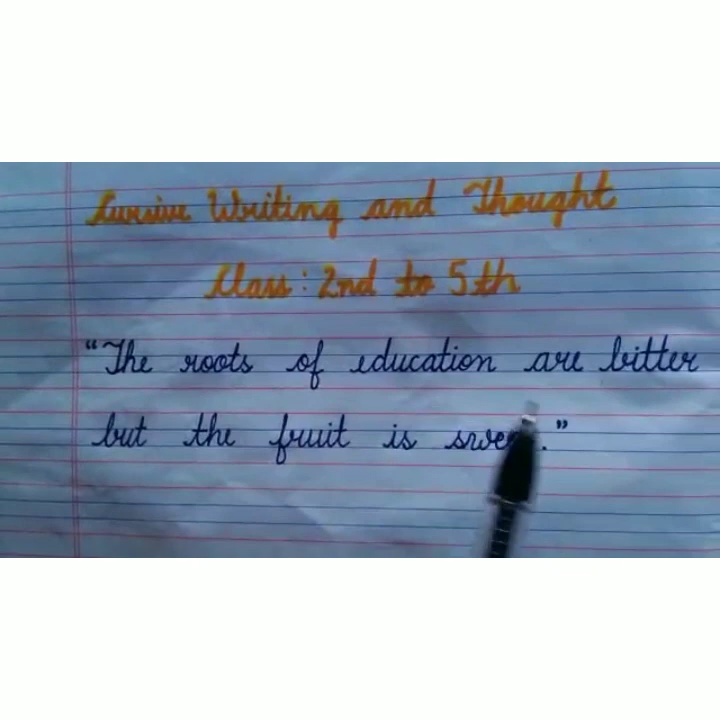 Cursive Writing and Thought
Class: 2nd to 5th
"The roots of education are bitter
but the fruit is ."